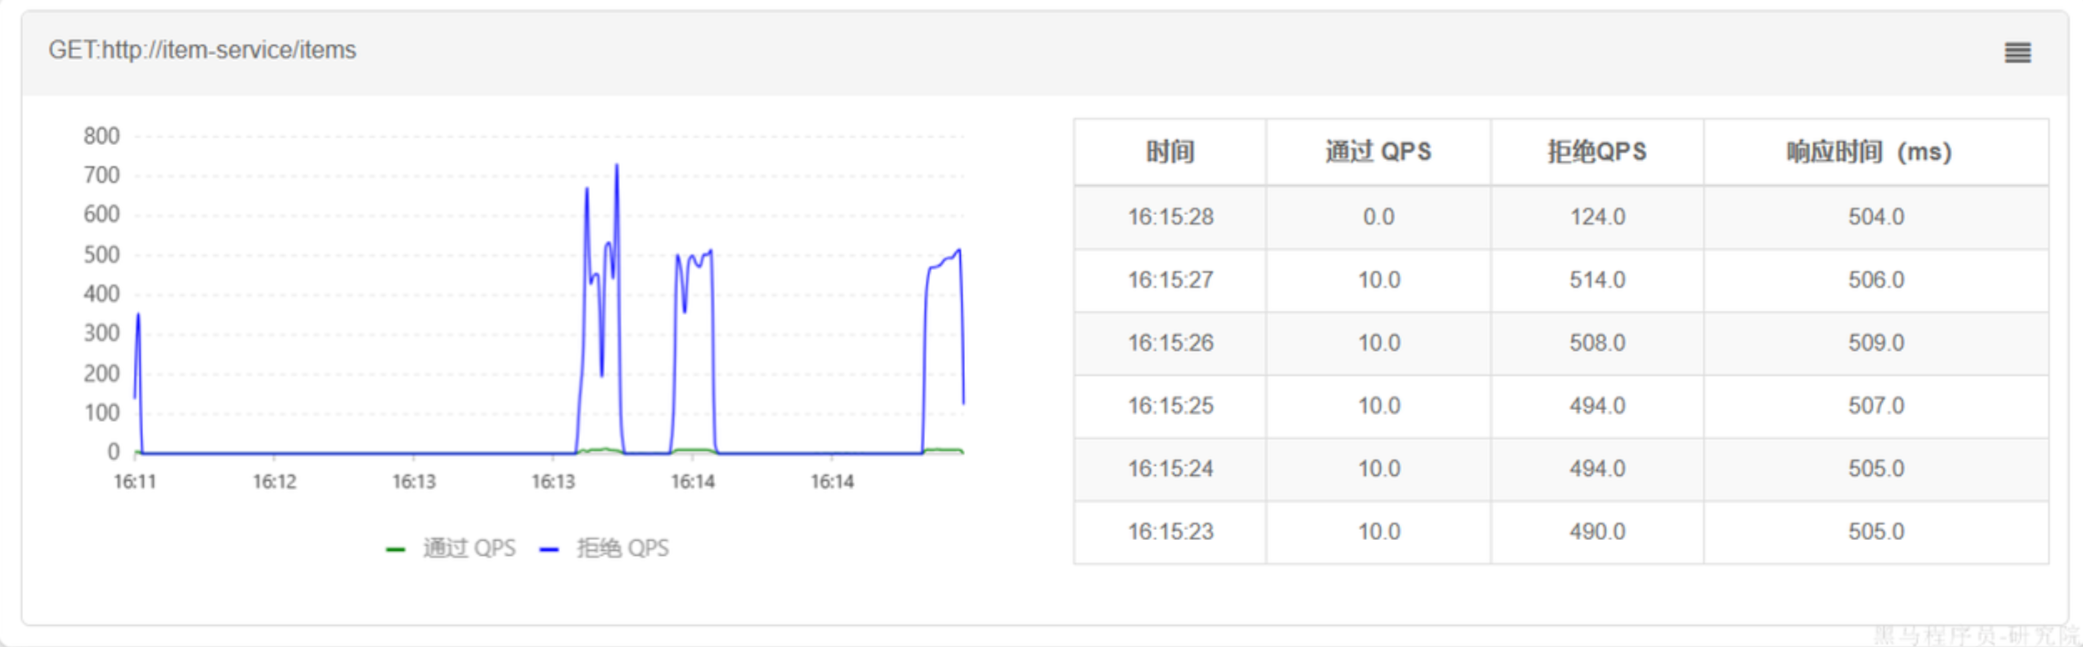 GET:http://item-service/items
800
700
600
500
400
300
200
100
0
16:11 16:12 16:13 16:13 16:14 16:14
通过 QPS 拒绝 QPS
时间 通过 QPS 拒绝QPS 响应时间 (ms)
16:15:28 0.0 124.0 504.0
16:15:27 10.0 514.0 506.0
16:15:26 10.0 508.0 509.0
16:15:25 10.0 494.0 507.0
16:15:24 10.0 494.0 505.0
16:15:23 10.0 490.0 505.0
黑马程序员-研究院